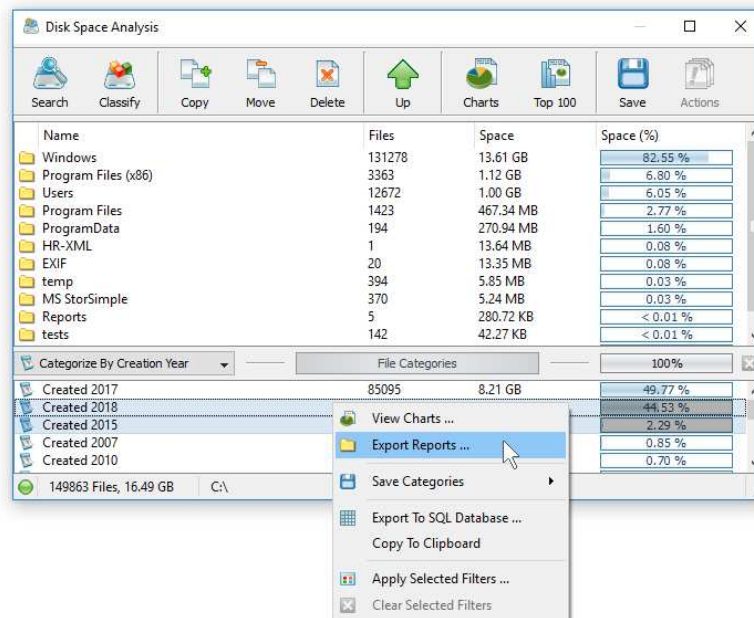 Disk Space Analysis
Search Classify Copy Move Delete Up Charts Top 100 Save Actions
Name Files Space Space (%)
Windows 131278 13.61 GB 82.55 %
Program Files (x86) 3363 1.12 GB 6.80 %
Users 12672 1.00 GB 6.05 %
Program Files 1423 467.34 MB 2.77 %
ProgramData 194 270.94 MB 1.60 %
HR-XML 1 13.64 MB 0.08 %
EXIF 20 13.35 MB 0.08 %
temp 394 5.85 MB 0.03 %
MS StorSimple 370 5.24 MB 0.03 %
Reports 5 280.72 KB < 0.01 %
tests 142 42.27 KB < 0.01 %
Categorize By Creation Year File Categories 100%
Created 2017 85095 8.21 GB 49.77 %
Created 2018 44.53 %
Created 2015 2.29 %
Created 2007 0.85 %
Created 2010 0.70 %
149863 Files, 16.49 GB C:\
View Charts ...
Export Reports ...
Save Categories
Export To SQL Database ...
Copy To Clipboard
Apply Selected Filters ...
Clear Selected Filters